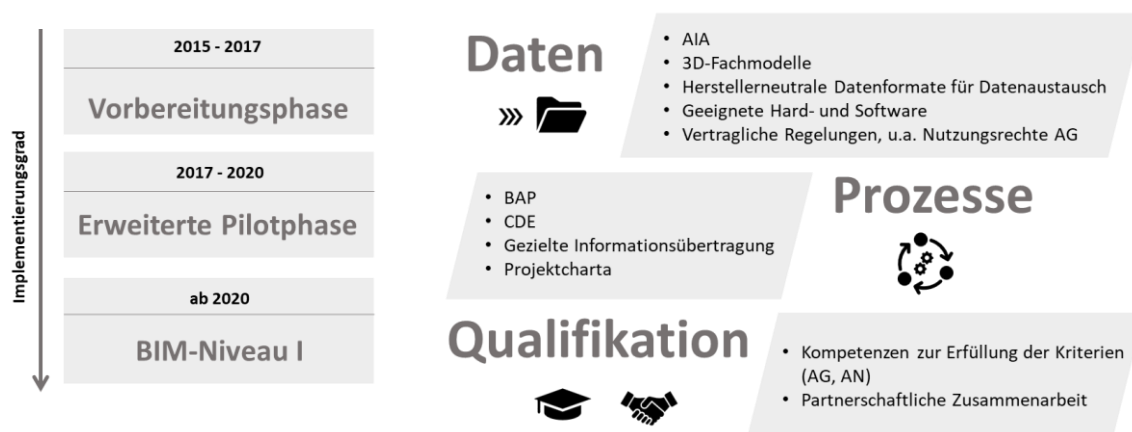 Implementierungsgrad
2015 - 2017
Vorbereitungsphase
2017 - 2020
Erweiterte Pilotphase
ab 2020
BIM-Niveau I
Daten
• AIA
• 3D-Fachmodelle
• Herstellerneutrale Datenformate für Datenaustausch
• Geeignete Hard- und Software
• Vertragliche Regelungen, u.a. Nutzungsrechte AG
Prozesse
• BAP
• CDE
• Gezielte Informationsübertragung
• Projektcharta
Qualifikation
• Kompetenzen zur Erfüllung der Kriterien
(AG, AN)
• Partnerschaftliche Zusammenarbeit